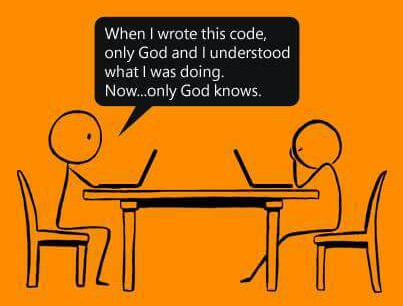 When I wrote this code,
only God and I understood
what I was doing.
Now...only God knows.